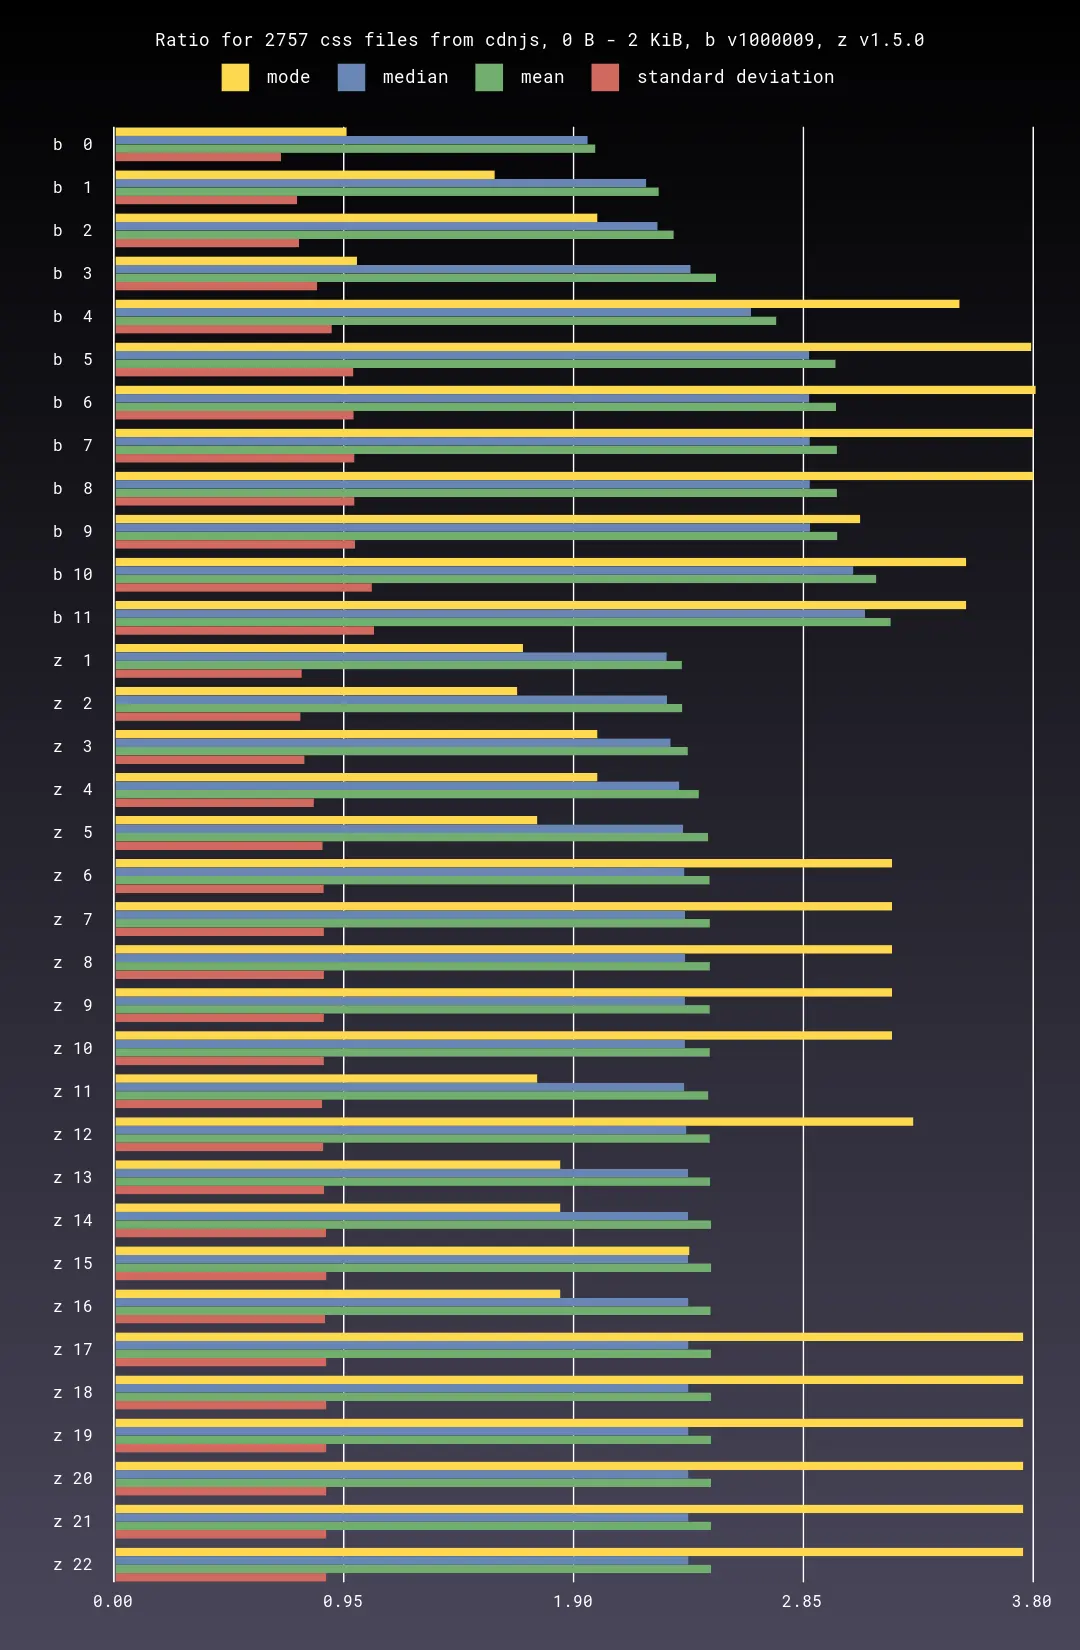 Ratio for 2757 css files from cdnjs, 0 B - 2 KiB, b v1000009, z v1.5.0
mode median mean standard deviation
b 0
b 1
b 2
b 3
b 4
b 5
b 6
b 7
b 8
b 9
b 10
b 11
z 1
z 2
z 3
z 4
z 5
z 6
z 7
z 8
z 9
z 10
z 11
z 12
z 13
z 14
z 15
z 16
z 17
z 18
z 19
z 20
z 21
z 22
0.00 0.95 1.90 2.85 3.80